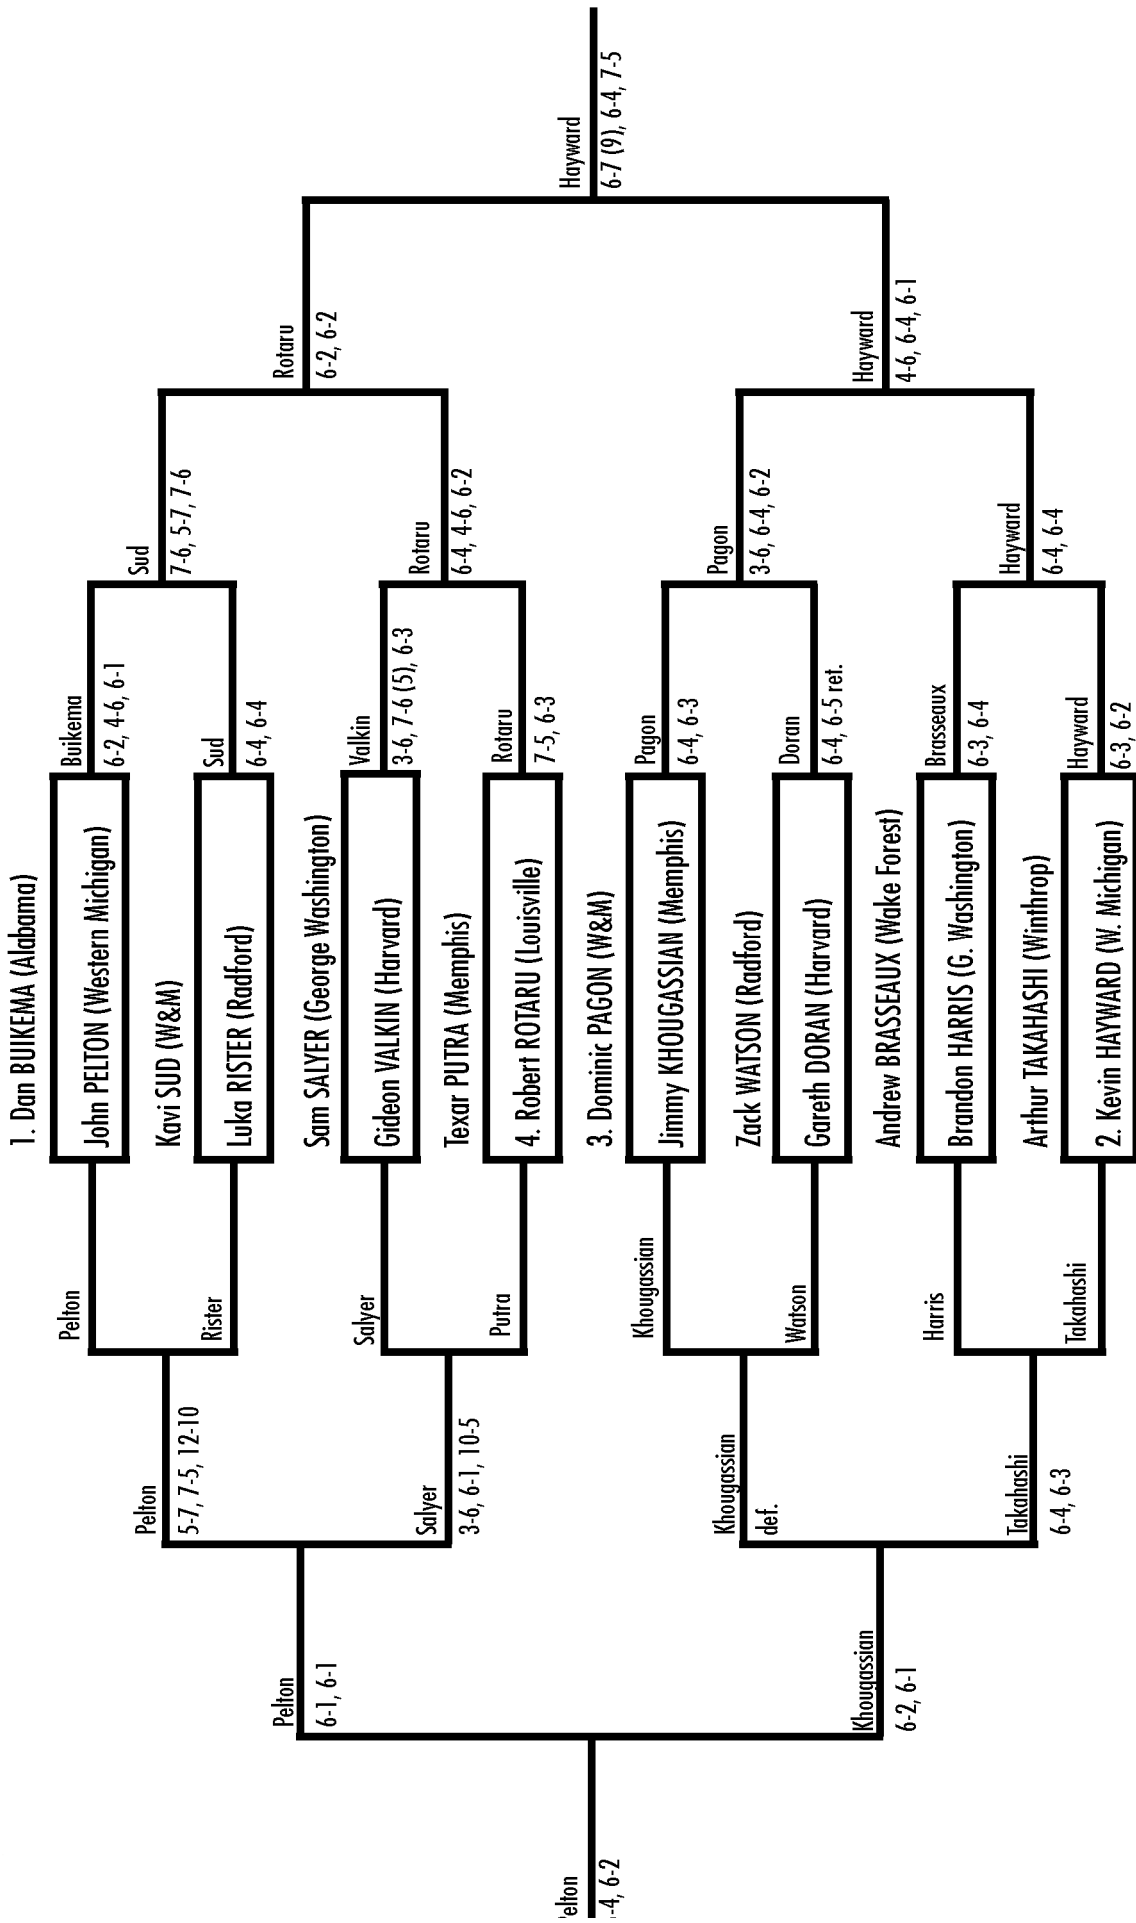 1. Dan BUIKEMA (Alabama)
John PELTON (Western Michigan)
Kavi SUD (W&M)
Luka RISTER (Radford)
Sam SALYER (George Washington)
Gideon VALKIN (Harvard)
Texar PUTRA (Memphis)
4. Robert ROTARU (Louisville)
3. Dominic PAGON (W&M)
Jimmy KHOUGASSIAN (Memphis)
Zack WATSON (Radford)
Gareth DORAN (Harvard)
Andrew BRASSEAUX (Wake Forest)
Brandon HARRIS (G. Washington)
Arthur TAKAHASHI (Winthrop)
2. Kevin HAYWARD (W. Michigan)
Buikema
6-2, 4-6, 6-1
Sud
6-4, 6-4
Valkin
3-6, 7-6 (5), 6-3
Rotaru
7-5, 6-3
Pagon
6-4, 6-3
Doran
6-4, 6-5 ret.
Brasseaux
6-3, 6-4
Hayward
6-3, 6-2
Sud
7-6, 5-7, 7-6
Rotaru
6-4, 4-6, 6-2
Pagon
3-6, 6-4, 6-2
Hayward
6-4, 6-4
Rotaru
6-2, 6-2
Hayward
4-6, 6-4, 6-1
Hayward
6-7 (9), 6-4, 7-5
Pelton
Rister
Salyer
Putra
Khougassian
Watson
Harris
Takahashi
Pelton
5-7, 7-5, 12-10
Salyer
3-6, 6-1, 10-5
Khougassian
def.
Takahashi
6-4, 6-3
Pelton
6-1, 6-1
Khougassian
6-2, 6-1
Pelton
-4, 6-2